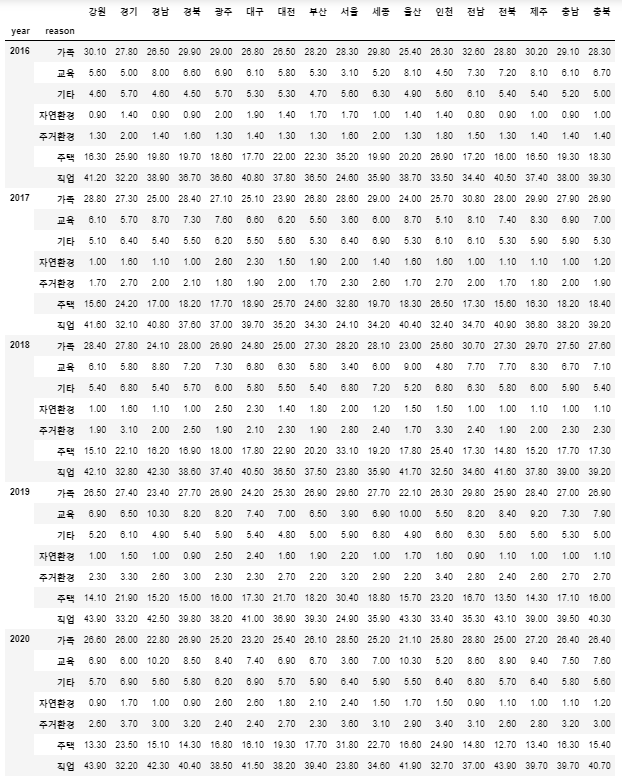 강원 경기 경남 경북 광주 대구 대전 부산 서울 세종 울산 인천 전남 전북 제주 충남 충북
year reason
2016 가족 30.10 27.80 26.50 29.90 29.00 26.80 26.50 28.20 28.30 29.80 25.40 26.30 32.60 28.80 30.20 29.10 28.30
교육 5.60 5.00 8.00 6.60 6.90 6.10 5.80 5.30 3.10 5.20 8.10 4.50 7.30 7.20 8.10 6.10 6.70
기타 4.60 5.70 4.60 4.50 5.70 5.30 5.30 4.70 5.60 6.30 4.90 5.60 6.10 5.40 5.40 5.20 5.00
자연환경 0.90 1.40 0.90 0.90 2.00 1.90 1.40 1.70 1.70 1.00 1.40 1.40 0.80 0.90 1.00 0.90 1.00
주거환경 1.30 2.00 1.40 1.60 1.30 1.40 1.30 1.30 1.60 2.00 1.30 1.80 1.50 1.30 1.40 1.40 1.40
주택 16.30 25.90 19.80 19.70 18.60 17.70 22.00 22.30 35.20 19.90 20.20 26.90 17.20 16.00 16.50 19.30 18.30
직업 41.20 32.20 38.90 36.70 36.60 40.80 37.80 36.50 24.60 35.90 38.70 33.50 34.40 40.50 37.40 38.00 39.30
2017 가족 28.80 27.30 25.00 28.40 27.10 25.10 23.90 26.80 28.60 29.00 24.00 25.70 30.80 28.00 29.90 27.90 26.90
교육 6.10 5.70 8.70 7.30 7.60 6.60 6.20 5.50 3.60 6.00 8.70 5.10 8.10 7.40 8.30 6.90 7.00
기타 5.10 6.40 5.40 5.50 6.20 5.50 5.60 5.30 6.40 6.90 5.30 6.10 6.10 5.30 5.90 5.90 5.30
자연환경 1.00 1.60 1.10 1.00 2.60 2.30 1.50 1.90 2.00 1.40 1.60 1.60 1.00 1.10 1.10 1.00 1.20
주거환경 1.70 2.70 2.00 2.10 1.80 1.90 2.00 1.70 2.30 2.60 1.70 2.70 2.00 1.70 1.80 2.00 1.90
주택 15.60 24.20 17.00 18.20 17.70 18.90 25.70 24.60 32.80 19.70 18.30 26.50 17.30 15.60 16.30 18.20 18.40
직업 41.60 32.10 40.80 37.60 37.00 39.70 35.20 34.30 24.10 34.20 40.40 32.40 34.70 40.90 36.80 38.20 39.20
2018 가족 28.40 27.80 24.10 28.00 26.90 24.80 25.00 27.30 28.20 28.10 23.00 25.60 30.70 27.30 29.70 27.50 27.60
교육 6.10 5.80 8.80 7.20 7.30 6.80 6.30 5.80 3.40 6.00 9.00 4.80 7.70 7.70 8.30 6.70 7.10
기타 5.40 6.80 5.40 5.70 6.00 5.80 5.50 5.40 6.80 7.20 5.20 6.80 6.30 5.80 6.00 5.90 5.40
자연환경 1.00 1.60 1.10 1.00 2.50 2.30 1.40 1.80 2.00 1.20 1.50 1.50 1.00 1.00 1.10 1.00 1.10
주거환경 1.90 3.10 2.00 2.50 1.90 2.10 2.30 1.90 2.80 2.40 1.70 3.30 2.40 1.90 2.00 2.30 2.30
주택 15.10 22.10 16.20 16.90 18.00 17.80 22.90 20.20 33.10 19.20 17.80 25.40 17.30 14.80 15.20 17.70 17.30
직업 42.10 32.80 42.30 38.60 37.40 40.50 36.50 37.50 23.80 35.90 41.70 32.50 34.60 41.60 37.80 39.00 39.20
2019 가족 26.50 27.40 23.40 27.70 26.90 24.20 25.30 26.90 29.60 27.70 22.10 26.30 29.80 25.90 28.40 27.00 26.90
교육 6.90 6.50 10.30 8.20 8.20 7.40 7.00 6.50 3.90 6.90 10.00 5.50 8.20 8.40 9.20 7.30 7.90
기타 5.20 6.10 4.90 5.40 5.90 5.40 4.80 5.00 5.90 6.80 4.90 6.60 6.30 5.60 5.60 5.30 5.00
자연환경 1.00 1.50 1.00 0.90 2.50 2.40 1.60 1.90 2.20 1.00 1.70 1.60 0.90 1.10 1.00 1.00 1.10
주거환경 2.30 3.30 2.60 3.00 2.30 2.30 2.70 2.20 3.20 2.90 2.20 3.40 2.80 2.40 2.60 2.70 2.70
주택 14.10 21.90 15.20 15.00 16.00 17.30 21.70 18.20 30.40 18.80 15.70 23.20 16.70 13.50 14.30 17.10 16.00
직업 43.90 33.20 42.50 39.80 38.20 41.00 36.90 39.30 24.90 35.90 43.30 33.40 35.30 43.10 39.00 39.50 40.30
2020 가족 26.60 26.00 22.80 26.90 25.20 23.20 25.40 26.10 28.50 25.20 21.10 25.80 28.80 25.00 27.20 26.40 26.40
교육 6.90 6.00 10.20 8.50 8.40 7.40 6.90 6.70 3.60 7.00 10.30 5.20 8.60 8.90 9.40 7.50 7.60
기타 5.70 6.90 5.60 5.80 6.20 6.90 5.70 5.90 6.40 5.90 5.50 6.40 6.80 5.70 6.40 5.80 5.60
자연환경 0.90 1.70 1.00 0.90 2.60 2.60 1.80 2.10 2.40 1.50 1.70 1.50 0.90 1.10 1.00 1.10 1.20
주거환경 2.60 3.70 3.00 3.20 2.40 2.40 2.70 2.30 3.60 3.10 2.90 3.40 3.10 2.60 2.80 3.20 3.00
주택 13.30 23.50 15.10 14.30 16.80 16.10 19.30 17.70 31.80 22.70 16.60 24.90 14.80 12.70 13.40 16.30 15.40
직업 43.90 32.20 42.30 40.40 38.50 41.50 38.20 39.40 23.80 34.60 41.90 32.70 37.00 43.90 39.70 39.70 40.70